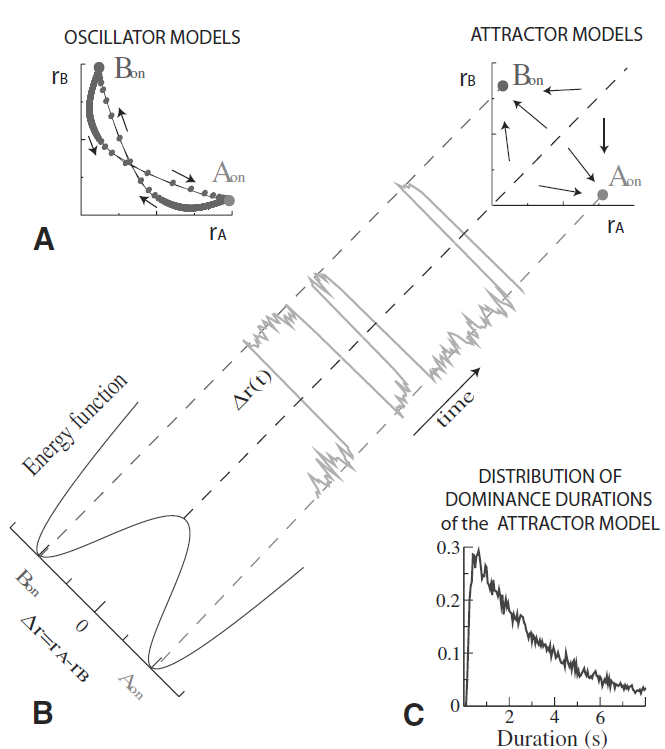 OSCILLATOR MODELS
rB
Bon
Aon
rA
A
ATTRACTOR MODELS
rB
Bon
Aon
rA
Δr(t)
time
Energy function
Bon
0
Δr=rA-rB
Aon
B
DISTRIBUTION OF
DOMINANCE DURATIONS
of the ATTRACTOR MODEL
0.3
0.2
0.1
0
2 4 6
Duration (s)
C